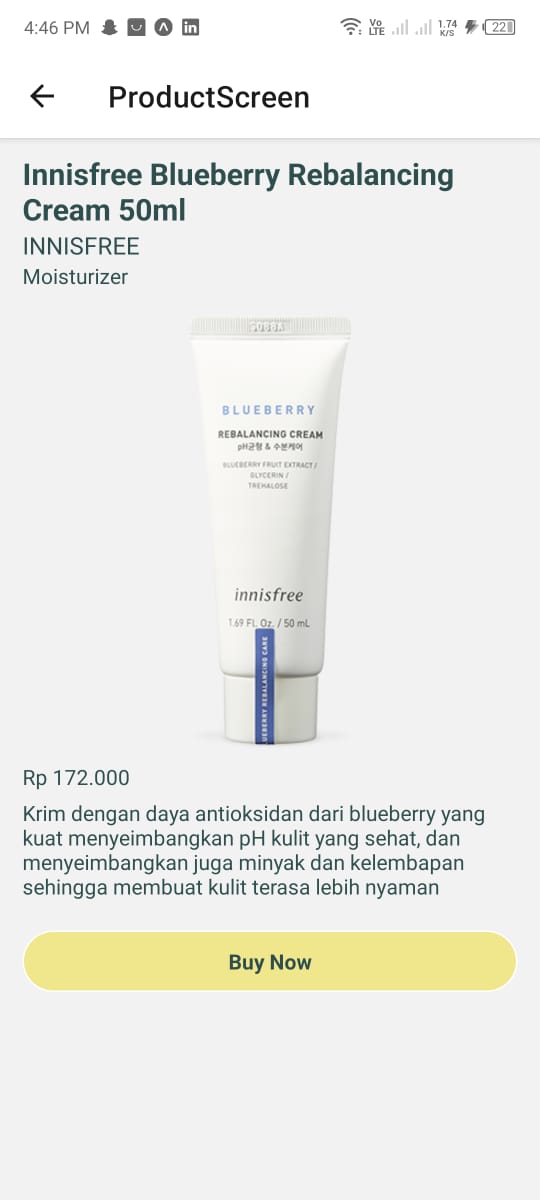 4:46 PM
Vo
LTE
1.74
K/S
22
ProductScreen
Innisfree Blueberry Rebalancing
Cream 50ml
INNISFREE
Moisturizer
BLUEBERRY
REBALANCING CREAM
pH균형 & 수분케어
BLUEBERRY FRUIT EXTRACT /
GLYCERIN /
TREHALOSE
innisfree
1.69 FL. Oz. / 50 mL
UEBERRY REBALANCING CARE
Rp 172.000
Krim dengan daya antioksidan dari blueberry yang
kuat menyeimbangkan pH kulit yang sehat, dan
menyeimbangkan juga minyak dan kelembapan
sehingga membuat kulit terasa lebih nyaman
Buy Now